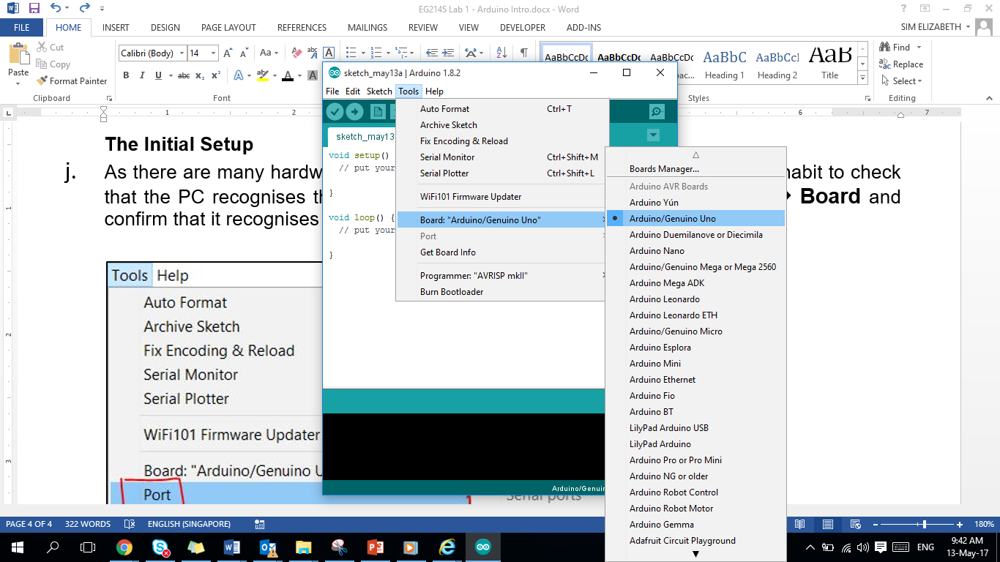 EG214S Lab 1 - Arduino Intro.docx - Word
FILE HOME INSERT DESIGN PAGE LAYOUT REFERENCES MAILINGS REVIEW VIEW DEVELOPER ADD-INS SIM ELIZABETH
Paste
Cut
Copy
Format Painter
Clipboard
Calibri (Body) 14
Font
AaBbCcDc AaBbCcDc AaBbCcDc AaBbC AaBbCcI AaB
Heading 1 Heading 2 Title
Styles
Find
Replace
Select
Editing
1 2 6 7
The Initial Setup
j. As there are many hardw habit to check
that the PC recognises th Board and
confirm that it recognises
Tools Help
Auto Format
Archive Sketch
Fix Encoding & Reload
Serial Monitor
Serial Plotter
WiFi101 Firmware Updater
Board: "Arduino/Genuino U
Port
Serial ports
sketch_may13a | Arduino 1.8.2
File Edit Sketch Tools Help
sketch_may13
void setup()
// put your
}
void loop() {
// put your
}
Arduino/Genuin
Auto Format Ctrl+T
Archive Sketch
Fix Encoding & Reload
Serial Monitor Ctrl+Shift+M
Serial Plotter Ctrl+Shift+L
WiFi101 Firmware Updater
Board: "Arduino/Genuino Uno"
Port
Get Board Info
Programmer: "AVRISP mkII"
Burn Bootloader
Boards Manager...
Arduino AVR Boards
Arduino Yún
Arduino/Genuino Uno
Arduino Duemilanove or Diecimila
Arduino Nano
Arduino/Genuino Mega or Mega 2560
Arduino Mega ADK
Arduino Leonardo
Arduino Leonardo ETH
Arduino/Genuino Micro
Arduino Esplora
Arduino Mini
Arduino Ethernet
Arduino Fio
Arduino BT
LilyPad Arduino USB
LilyPad Arduino
Arduino Pro or Pro Mini
Arduino NG or older
Arduino Robot Control
Arduino Robot Motor
Arduino Gemma
Adafruit Circuit Playground
PAGE 4 OF 4 322 WORDS ENGLISH (SINGAPORE) 180%
ENG
9:42 AM
13-May-17